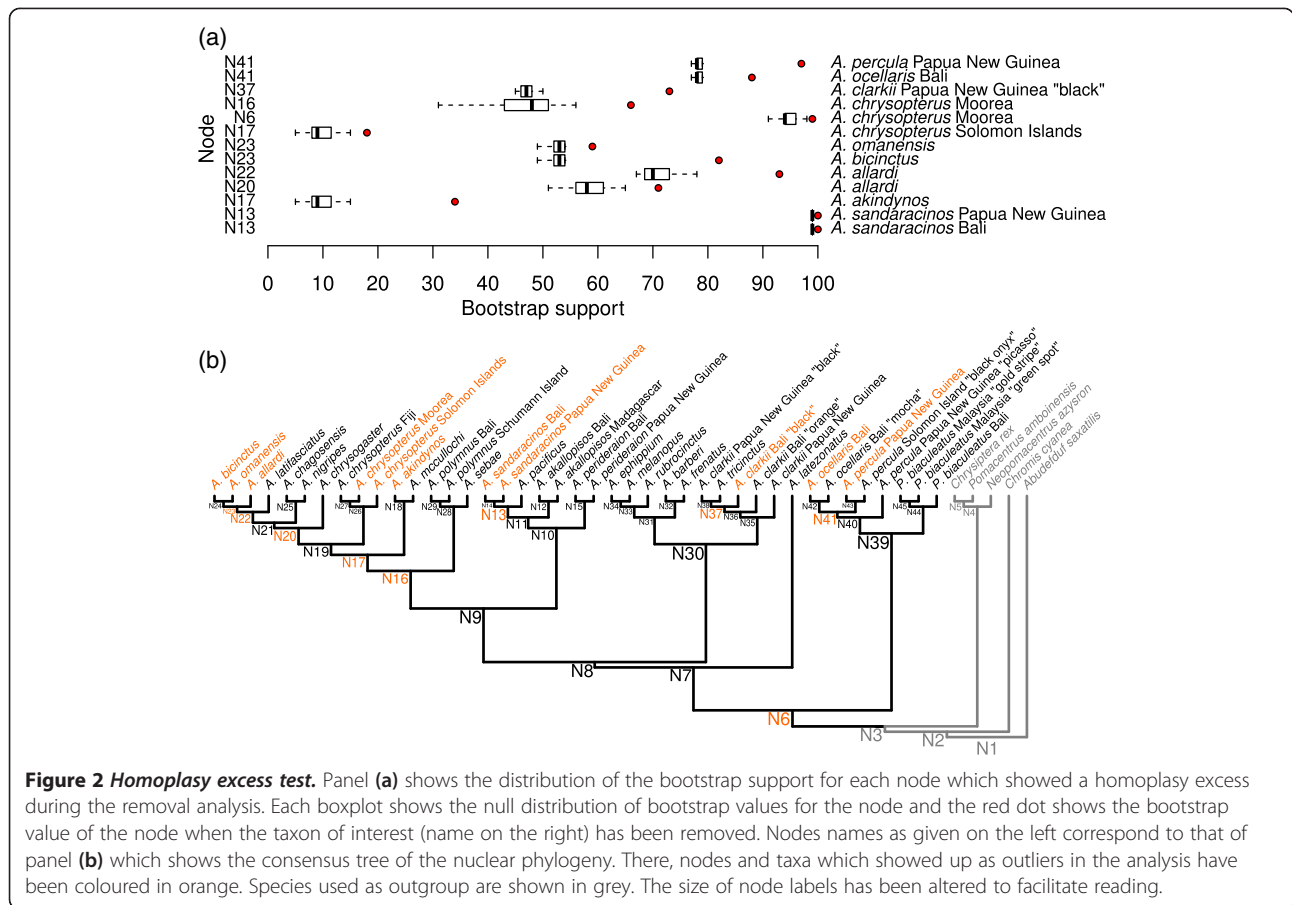 (a)
N41 A. percula Papua New Guinea
N41 A. ocellaris Bali
N37 A. clarkii Papua New Guinea "black"
N16 A. chrysopterus Moorea
N6 A. chrysopterus Moorea
N17 A. chrysopterus Solomon Islands
N23 A. omanensis
N23 A. bicinctus
N22 A. allardi
N20 A. allardi
N17 A. akindynos
N13 A. sandaracinos Papua New Guinea
N13 A. sandaracinos Bali
Node
0 10 20 30 40 50 60 70 80 90 100
Bootstrap support
(b)
A. bicinctus
A. omanensis
A. allardi
A. latifasciatus
A. chagosensis
A. nigripes
A. chrysogaster
A. chrysopterus Fiji
A. chrysopterus Moorea
A. chrysopterus Solomon Islands
A. akindynos
A. mccullochi
A. polymnus Bali
A. polymnus Schumann Island
A. sebae
A. sandaracinos Bali
A. sandaracinos Papua New Guinea
A. pacificus
A. akallopisos Bali
A. akallopisos Madagascar
A. perideraion Bali
A. perideraion Papua New Guinea
A. ephippium
A. melanopus
A. rubrocinctus
A. barberi
A. frenatus
A. clarkii Papua New Guinea "black"
A. tricinctus
A. clarkii Bali "black"
A. clarkii Bali "orange"
A. clarkii Papua New Guinea
A. latezonatus
A. ocellaris Bali
A. ocellaris Bali "mocha"
A. percula Papua New Guinea
A. percula Solomon Island "black onyx"
A. percula Papua New Guinea "picasso"
P. biaculeatus Malaysia "gold stripe"
P. biaculeatus Malaysia "green spot"
P. biaculeatus Bali
Chrysiptera rex
Pomacentrus amboinensis
Neopomacentrus azysron
Chromis cyanea
Abudefduf saxatilis
N24
N23
N22
N21
N25
N20
N19
N27
N26
N17
N18
N16
N29
N28
N14
N13
N11
N12
N10
N15
N9
N34
N33
N31
N32
N30
N38
N37
N36
N35
N8
N7
N42
N41
N43
N40
N45
N44
N39
N6
N5
N4
N3
N2
N1
Figure 2 Homoplasy excess test. Panel (a) shows the distribution of the bootstrap support for each node which showed a homoplasy excess
during the removal analysis. Each boxplot shows the null distribution of bootstrap values for the node and the red dot shows the bootstrap
value of the node when the taxon of interest (name on the right) has been removed. Nodes names as given on the left correspond to that of
panel (b) which shows the consensus tree of the nuclear phylogeny. There, nodes and taxa which showed up as outliers in the analysis have
been coloured in orange. Species used as outgroup are shown in grey. The size of node labels has been altered to facilitate reading.